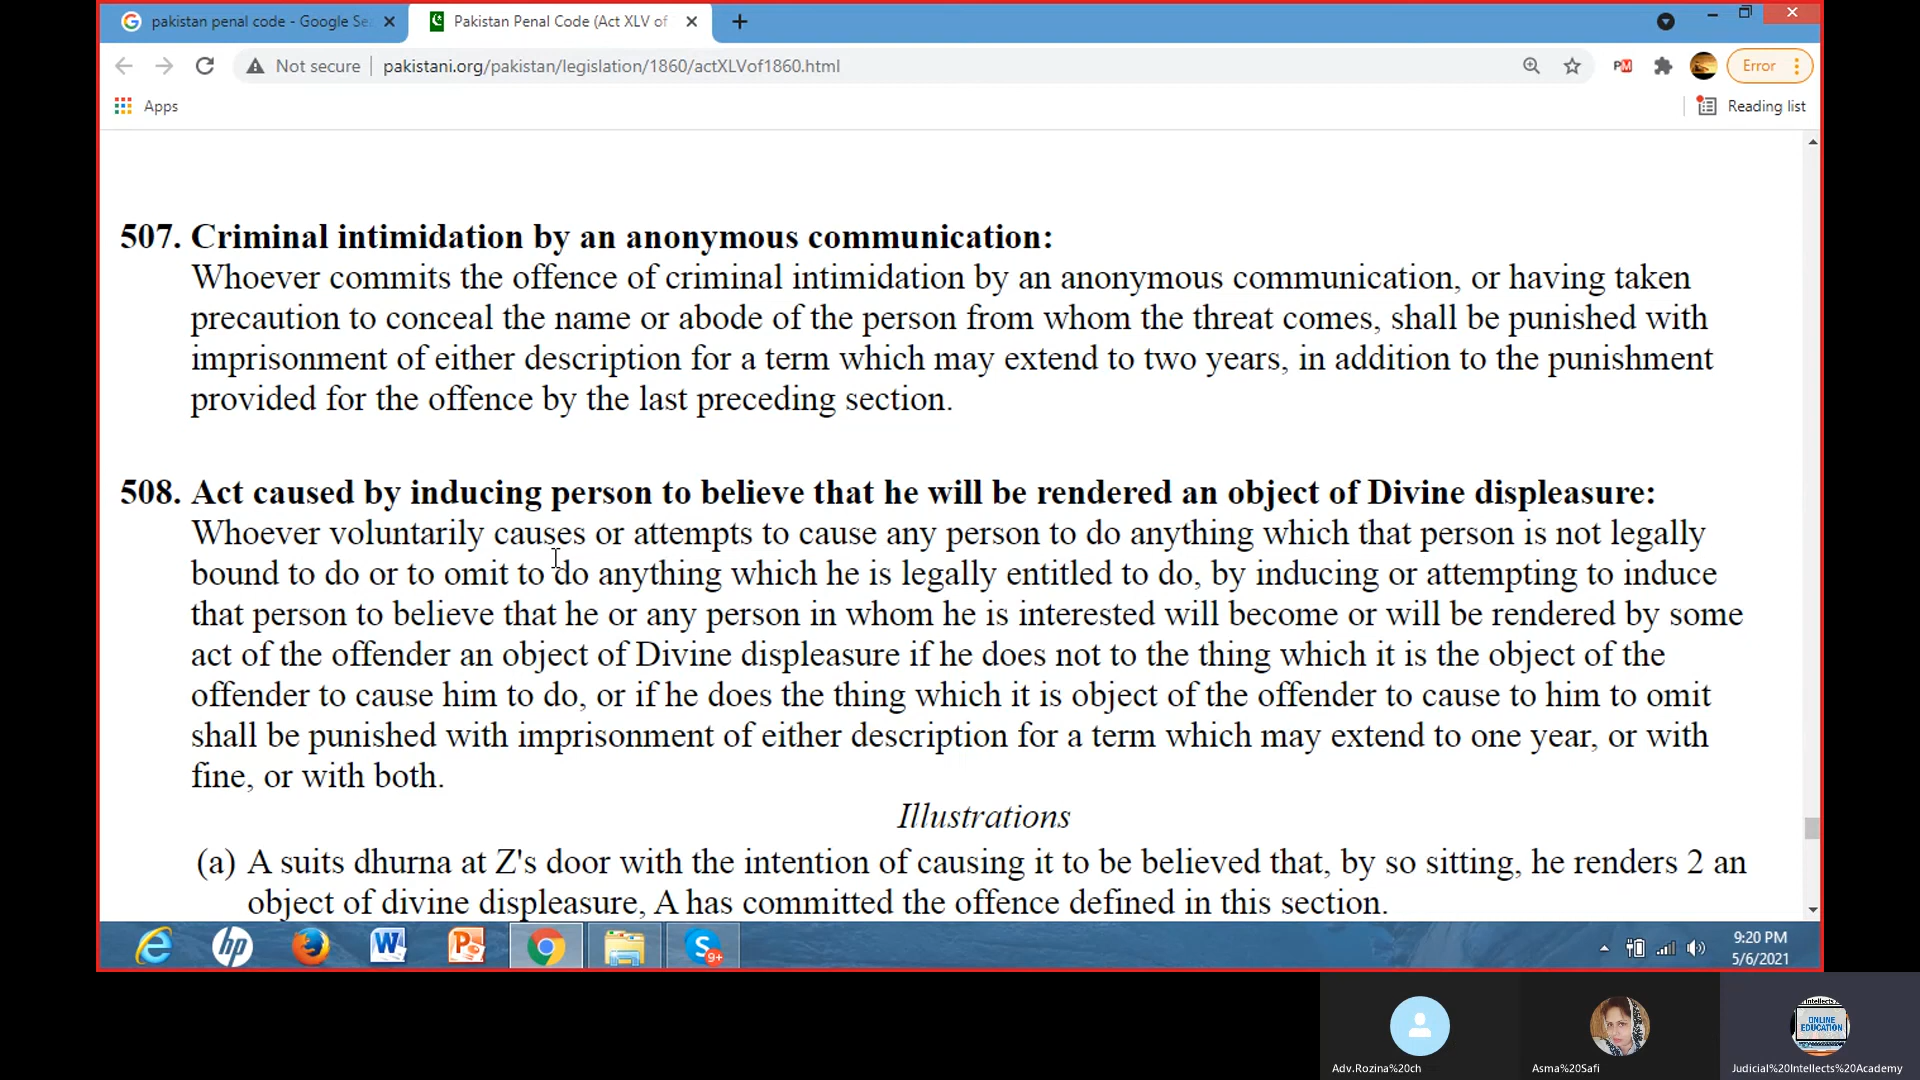 pakistan penal code - Google Se
Pakistan Penal Code (Act XLV of
Not secure
pakistani.org/pakistan/legislation/1860/actXLVof1860.html
Error
Apps
Reading list
507. Criminal intimidation by an anonymous communication:
Whoever commits the offence of criminal intimidation by an anonymous communication, or having taken
precaution to conceal the name or abode of the person from whom the threat comes, shall be punished with
imprisonment of either description for a term which may extend to two years, in addition to the punishment
provided for the offence by the last preceding section.
508. Act caused by inducing person to believe that he will be rendered an object of Divine displeasure:
Whoever voluntarily causes or attempts to cause any person to do anything which that person is not legally
bound to do or to omit to do anything which he is legally entitled to do, by inducing or attempting to induce
that person to believe that he or any person in whom he is interested will become or will be rendered by some
act of the offender an object of Divine displeasure if he does not to the thing which it is the object of the
offender to cause him to do, or if he does the thing which it is object of the offender to cause to him to omit
shall be punished with imprisonment of either description for a term which may extend to one year, or with
fine, or with both.
Illustrations
(a) A suits dhurna at Z's door with the intention of causing it to be believed that, by so sitting, he renders 2 an
object of divine displeasure, A has committed the offence defined in this section.
9+
9:20 PM
5/6/2021
ONLINE
EDUCATION
Adv.Rozina%20ch
Asma%20Safi
Judicial%20Intellects%20Academy